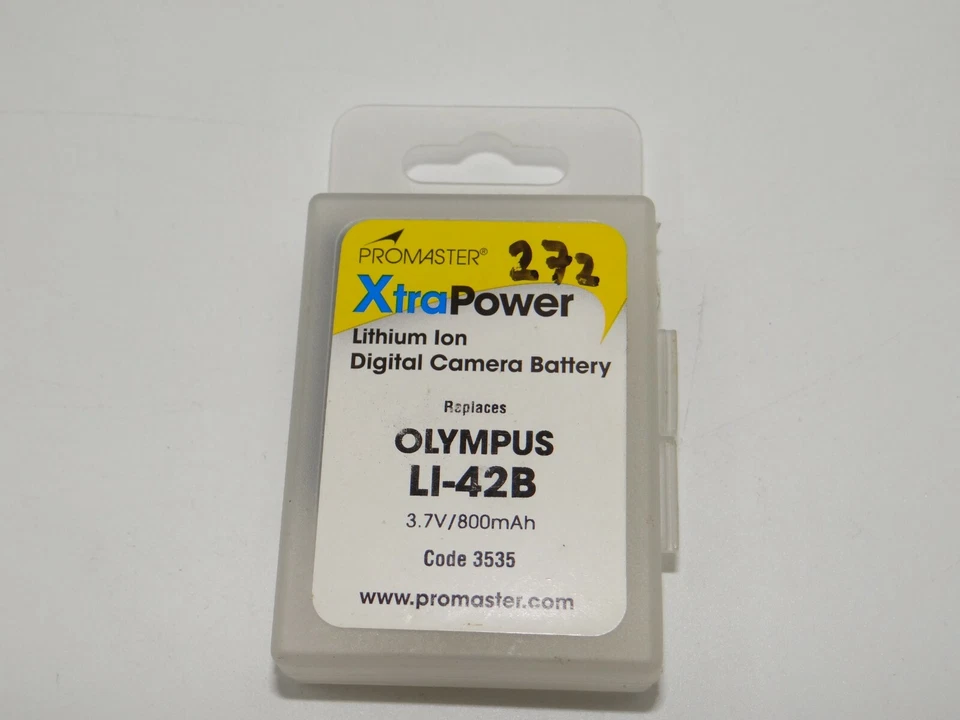 PROMASTER® 272
XtraPower
Lithium Ion
Digital Camera Battery
Replaces
OLYMPUS
LI-42B
3.7V/800mAh
Code 3535
www.promaster.com